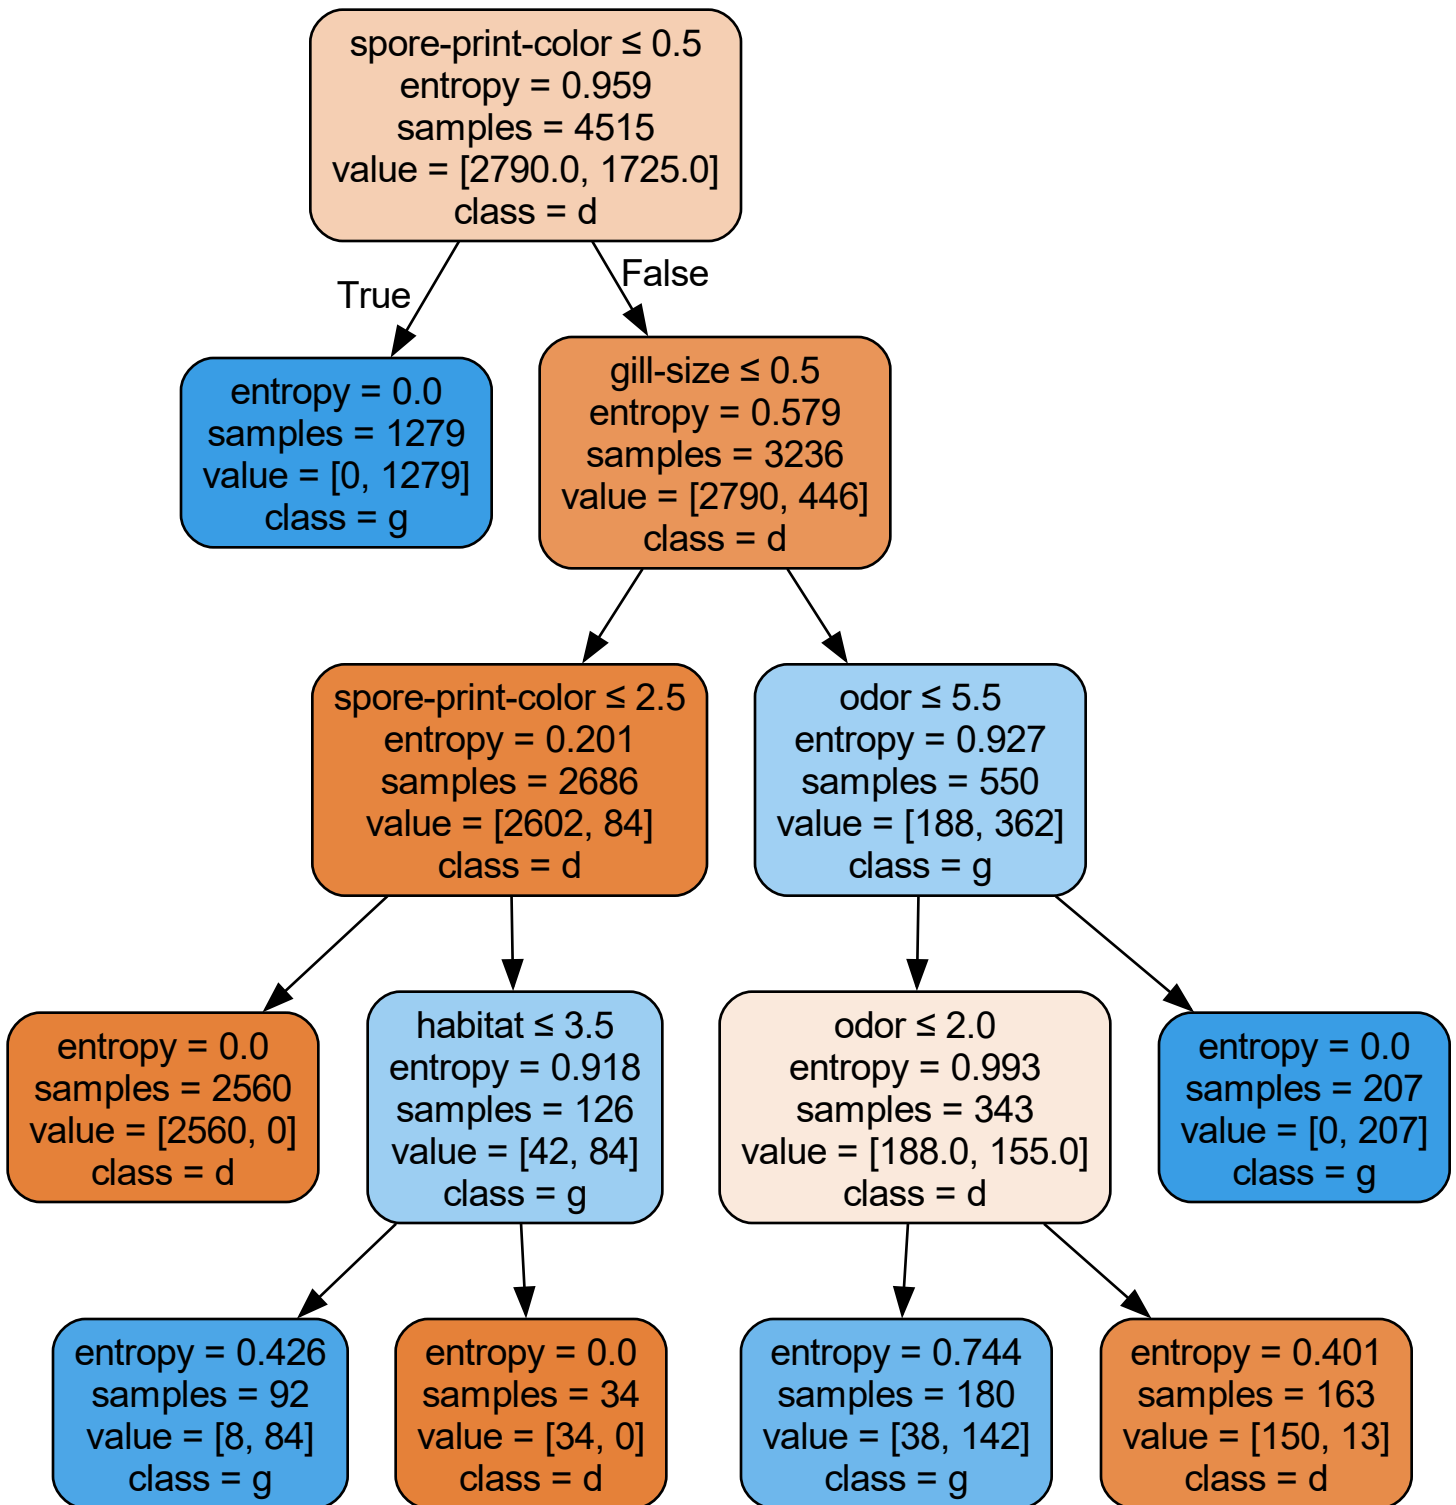 spore-print-color ≤ 0.5
entropy = 0.959
samples = 4515
value = [2790.0, 1725.0]
class = d
True
False
entropy = 0.0
samples = 1279
value = [0, 1279]
class = g
gill-size ≤ 0.5
entropy = 0.579
samples = 3236
value = [2790, 446]
class = d
spore-print-color ≤ 2.5
entropy = 0.201
samples = 2686
value = [2602, 84]
class = d
odor ≤ 5.5
entropy = 0.927
samples = 550
value = [188, 362]
class = g
entropy = 0.0
samples = 2560
value = [2560, 0]
class = d
habitat ≤ 3.5
entropy = 0.918
samples = 126
value = [42, 84]
class = g
odor ≤ 2.0
entropy = 0.993
samples = 343
value = [188.0, 155.0]
class = d
entropy = 0.0
samples = 207
value = [0, 207]
class = g
entropy = 0.426
samples = 92
value = [8, 84]
class = g
entropy = 0.0
samples = 34
value = [34, 0]
class = d
entropy = 0.744
samples = 180
value = [38, 142]
class = g
entropy = 0.401
samples = 163
value = [150, 13]
class = d